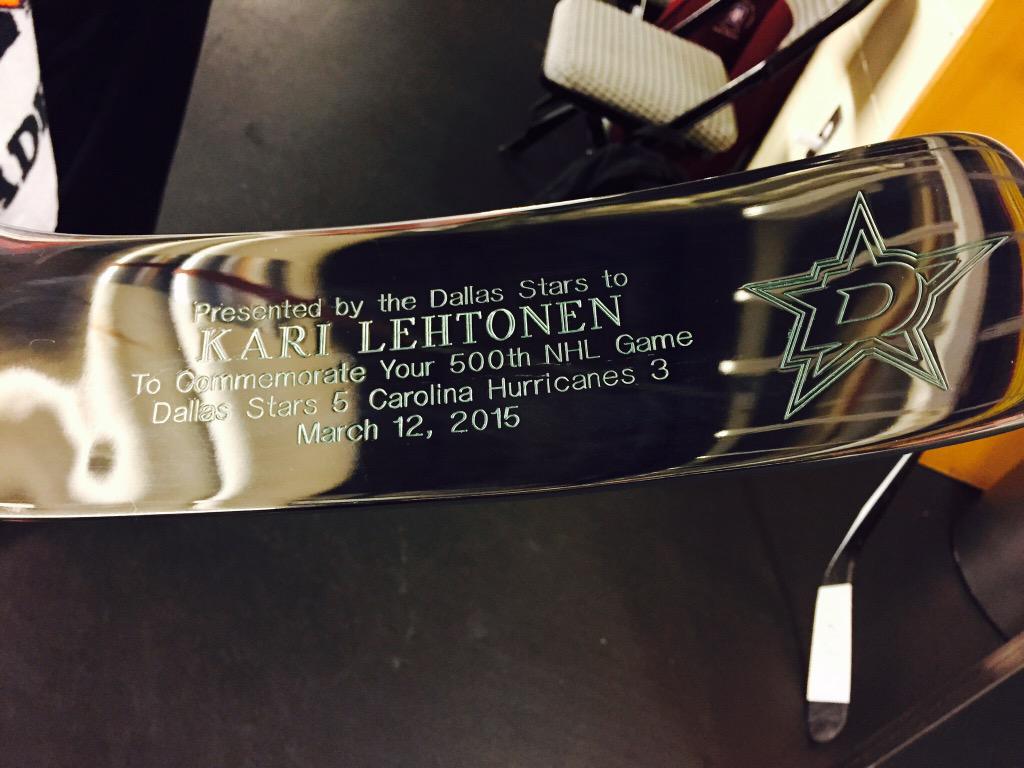 Presented by the Dallas Stars to
KARI LEHTONEN
To Commemorate Your 500th NHL Game
Dallas Stars 5 Carolina Hurricanes 3
March 12, 2015
D